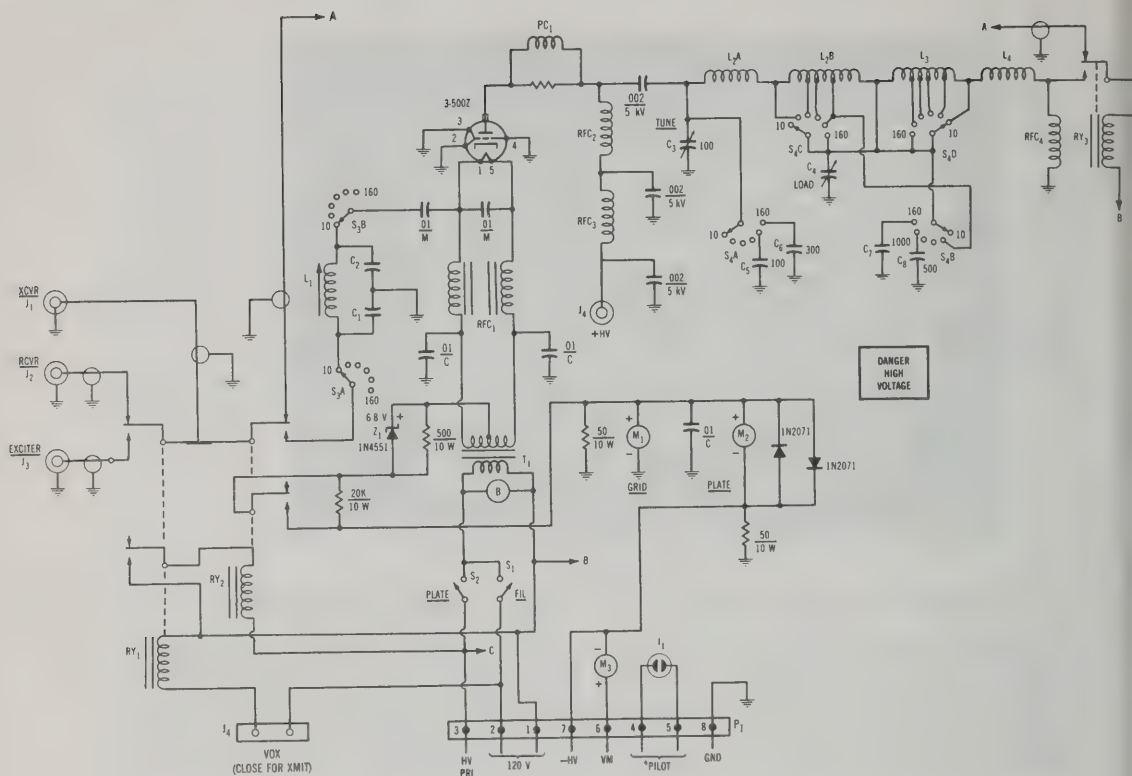 A
PC1
3-500Z
3
2
4
1 5
.002
5 kV
TUNE
C3
100
RFC2
002
5 kV
RFC3
002
5 kV
J4
+HV
L2A
L2B
L3
L4
A
10
160
S4C
C4
LOAD
160
10
S4D
RFC4
RY3
B
10
160
S4A
C5
100
C6
300
160
10
C7
1000
C8
500
S4B
160
10
S3B
01
M
01
M
L1
C2
C1
RFC1
01
C
01
C
10
S3A
160
XCVR
J1
RCVR
J2
EXCITER
J3
68 V
+
Z1
1N4551
500
10 W
T1
B
20K
10 W
50
10 W
+
M1
-
GRID
01
C
+
M2
-
PLATE
1N2071
1N2071
50
10 W
DANGER
HIGH
VOLTAGE
B
S2
S1
PLATE
FIL
RY2
RY1
C
-
M3
+
I1
J4
VOX
(CLOSE FOR XMIT)
3
2
1
7
6
4
5
8
P1
HV
PRI
120 V
-HV
VM
*PILOT
GND